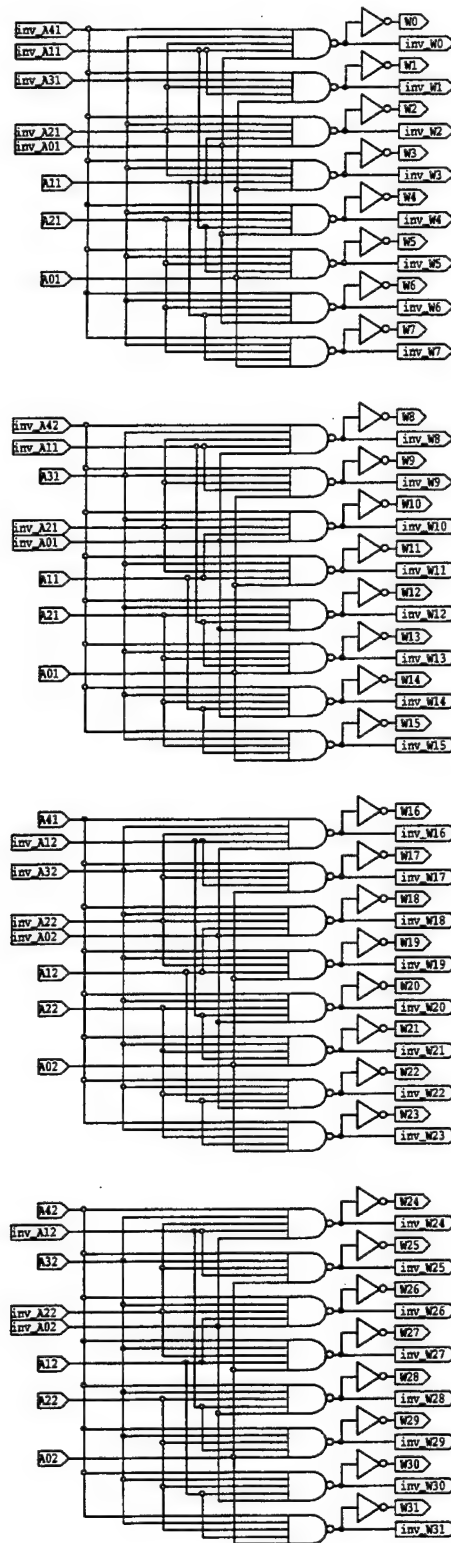 W0
inv_A41
inv_W0
inv_A11
W1
inv_A31
inv_W1
W2
inv_A21
inv_W2
inv_A01
W3
inv_W3
A11
W4
A21
inv_W4
W5
inv_W5
A01
W6
inv_W6
W7
inv_W7
W8
inv_A42
inv_W8
inv_A11
W9
A31
inv_W9
W10
inv_A21
inv_W10
inv_A01
W11
inv_W11
A11
W12
A21
inv_W12
W13
inv_W13
A01
W14
inv_W14
W15
inv_W15
W16
A41
inv_W16
inv_A12
W17
inv_A32
inv_W17
W18
inv_A22
inv_W18
inv_A02
W19
inv_W19
A12
W20
A22
inv_W20
W21
inv_W21
A02
W22
inv_W22
W23
inv_W23
W24
A42
inv_W24
inv_A12
W25
A32
inv_W25
W26
inv_A22
inv_W26
inv_A02
W27
inv_W27
A12
W28
A22
inv_W28
W29
inv_W29
A02
W30
inv_W30
W31
inv_W31